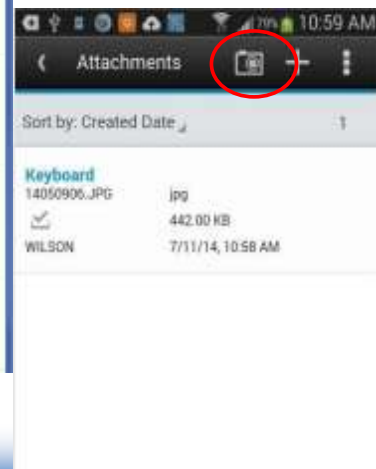 10:59 AM
Attachments
Sort by: Created Date 1
Keyboard
14050906.JPG jpg
442.00 KB
WILSON 7/11/14, 10:58 AM